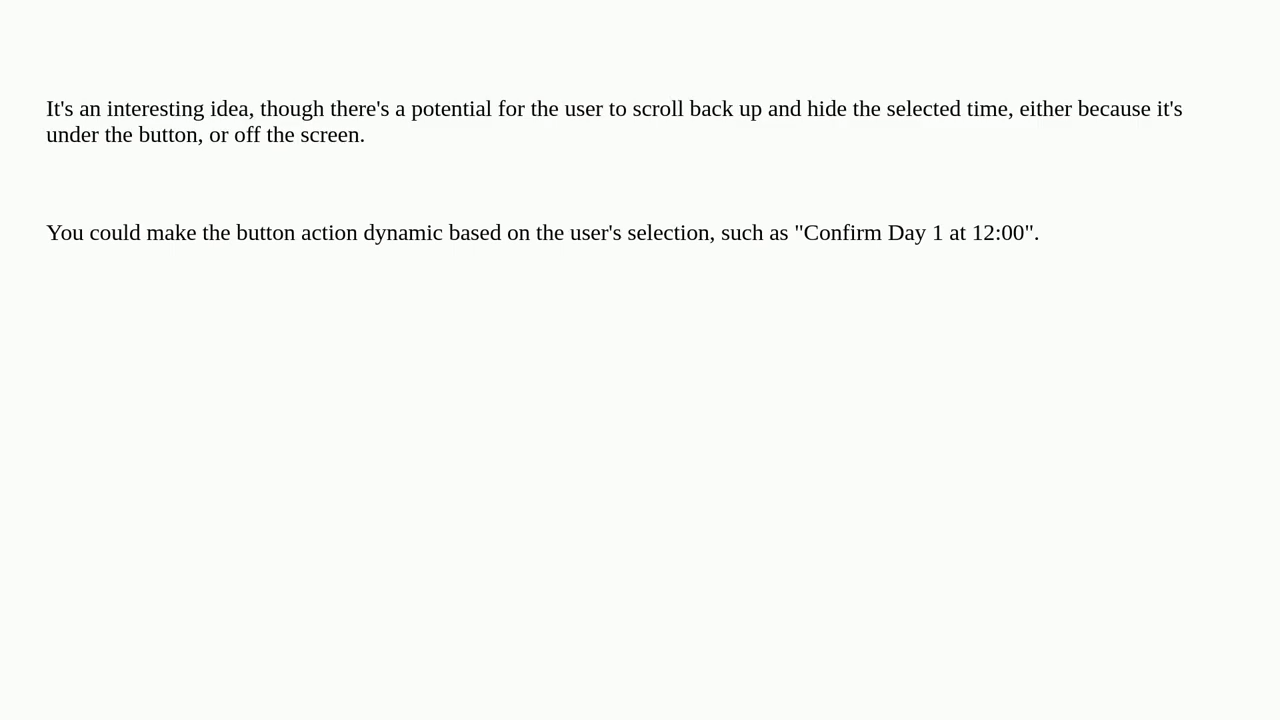 It's an interesting idea, though there's a potential for the user to scroll back up and hide the selected time, either because it's
under the button, or off the screen.
You could make the button action dynamic based on the user's selection, such as "Confirm Day 1 at 12:00".